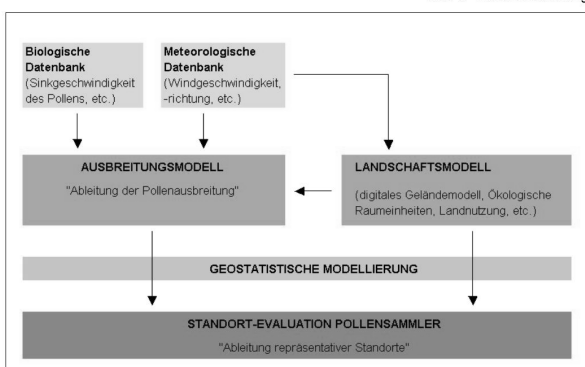 Biologische
Datenbank
(Sinkgeschwindigkeit
des Pollens, etc.)
Meteorologische
Datenbank
(Windgeschwindigkeit,
-richtung, etc.)
AUSBREITUNGSMODELL
"Ableitung der Pollenausbreitung"
LANDSCHAFTSMODELL
(digitales Geländemodell, Ökologische
Raumeinheiten, Landnutzung, etc.)
GEOSTATISTISCHE MODELLIERUNG
STANDORT-EVALUATION POLLENSAMMLER
"Ableitung repräsentativer Standorte"